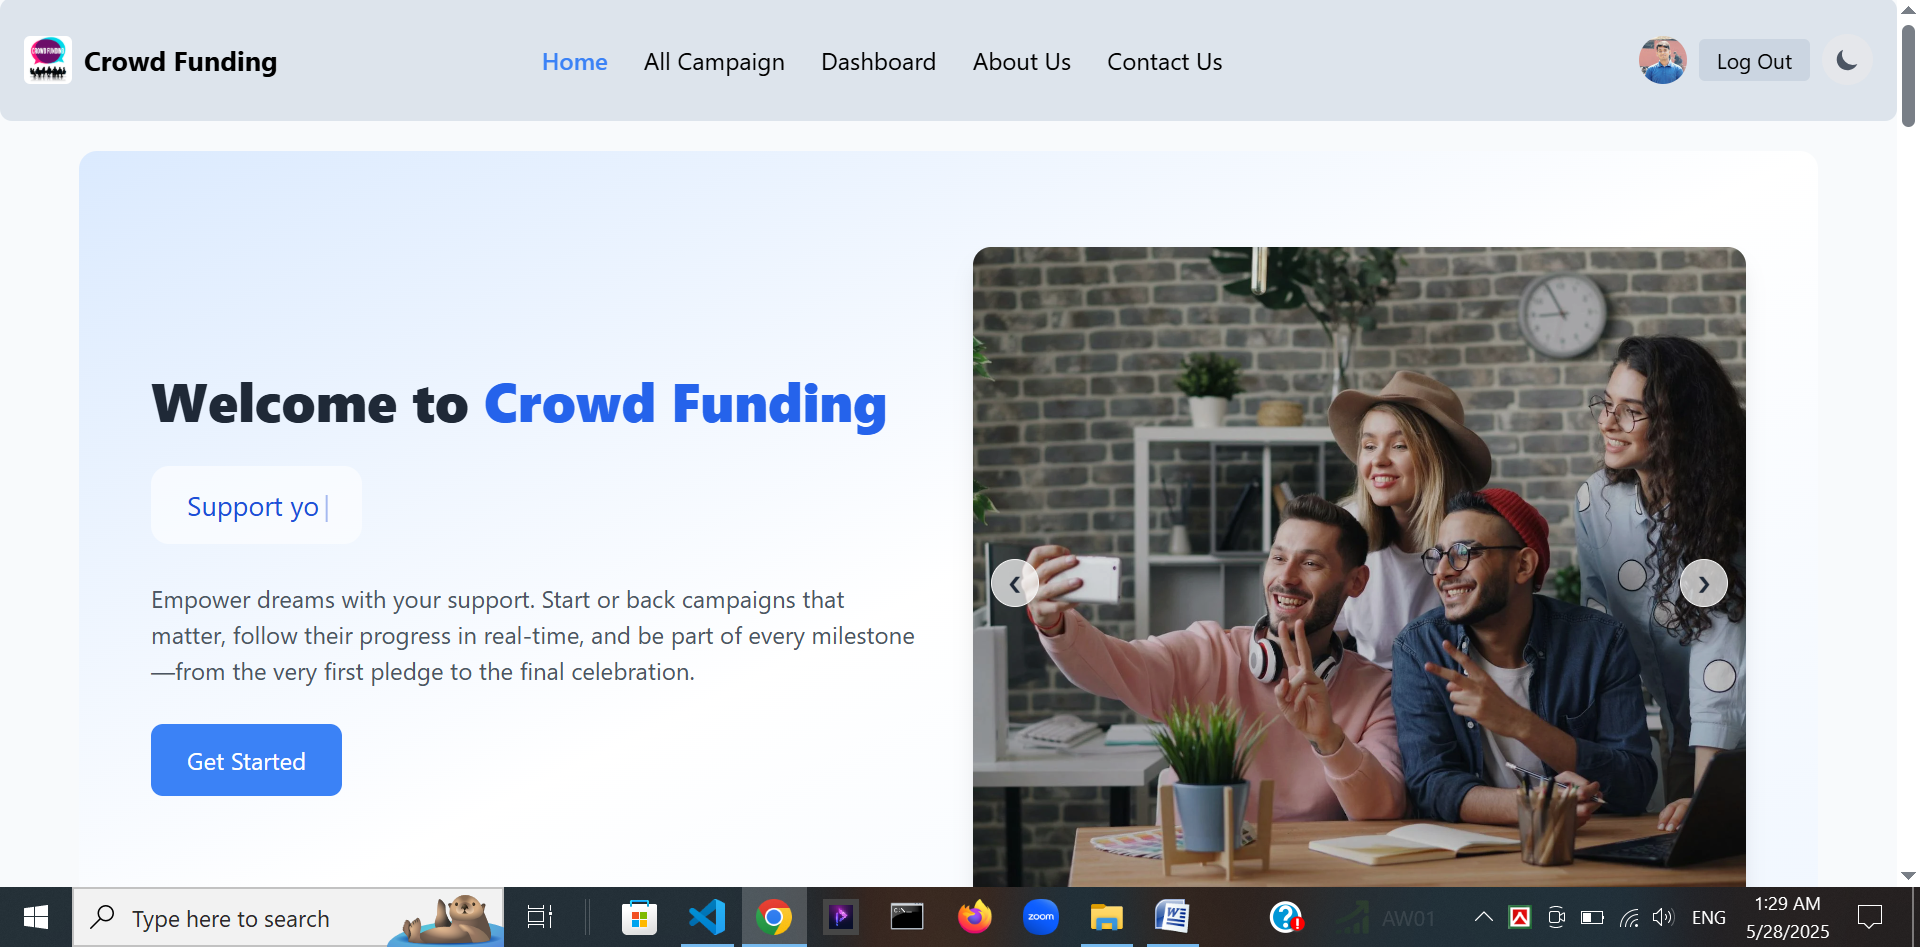 CROWD FUNDING
Crowd Funding
Home
All Campaign
Dashboard
About Us
Contact Us
Log Out
Welcome to Crowd Funding
Support yo|
Empower dreams with your support. Start or back campaigns that
matter, follow their progress in real-time, and be part of every milestone
—from the very first pledge to the final celebration.
Get Started
Type here to search
zoom
AW01
ENG
1:29 AM
5/28/2025